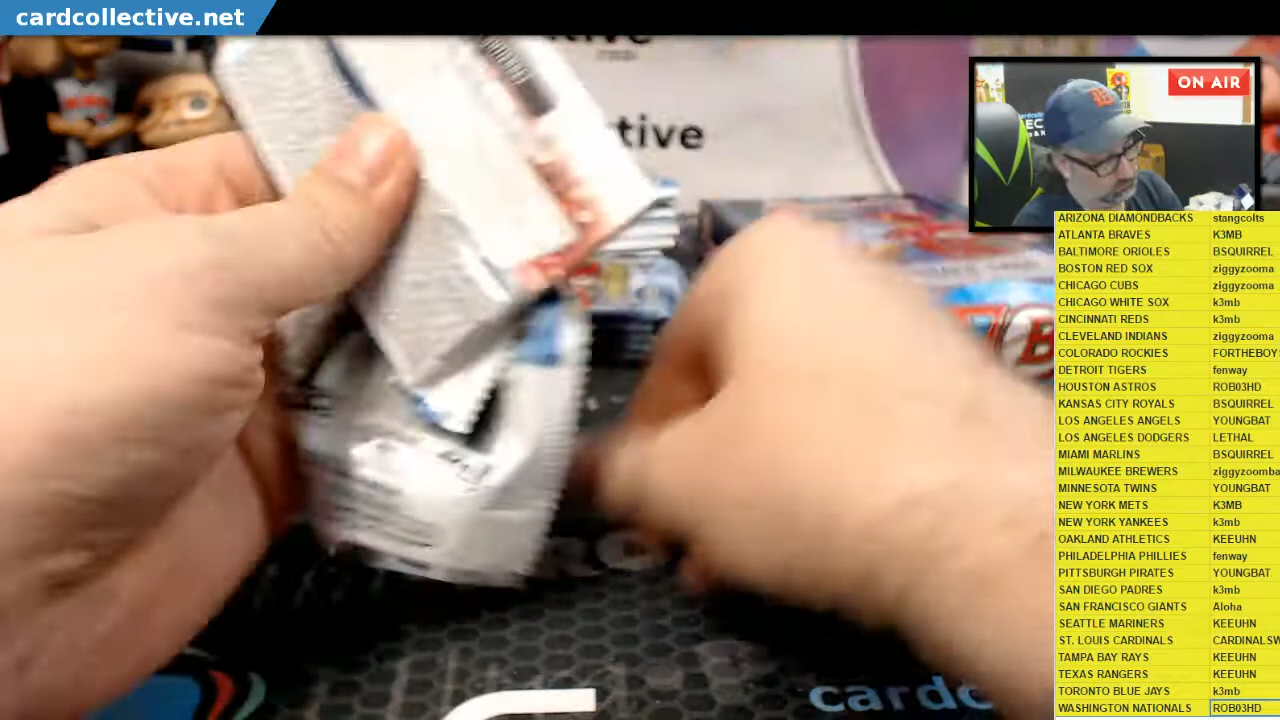 cardcollective.net
tive
tive
ON AIR
ARIZONA DIAMONDBACKS stangcolts
ATLANTA BRAVES K3MB
BALTIMORE ORIOLES BSQUIRREL
BOSTON RED SOX ziggyzooma
CHICAGO CUBS ziggyzooma
CHICAGO WHITE SOX k3mb
CINCINNATI REDS k3mb
CLEVELAND INDIANS ziggyzooma
COLORADO ROCKIES FORTHEBOY
DETROIT TIGERS fenway
HOUSTON ASTROS ROB03HD
KANSAS CITY ROYALS BSQUIRREL
LOS ANGELES ANGELS YOUNGBAT
LOS ANGELES DODGERS LETHAL
MIAMI MARLINS BSQUIRREL
MILWAUKEE BREWERS ziggyzoomba
MINNESOTA TWINS YOUNGBAT
NEW YORK METS K3MB
NEW YORK YANKEES k3mb
OAKLAND ATHLETICS KEEUHN
PHILADELPHIA PHILLIES fenway
PITTSBURGH PIRATES YOUNGBAT
SAN DIEGO PADRES k3mb
SAN FRANCISCO GIANTS Aloha
SEATTLE MARINERS KEEUHN
ST. LOUIS CARDINALS CARDINALSW
TAMPA BAY RAYS KEEUHN
TEXAS RANGERS KEEUHN
TORONTO BLUE JAYS k3mb
WASHINGTON NATIONALS ROB03HD
cardc